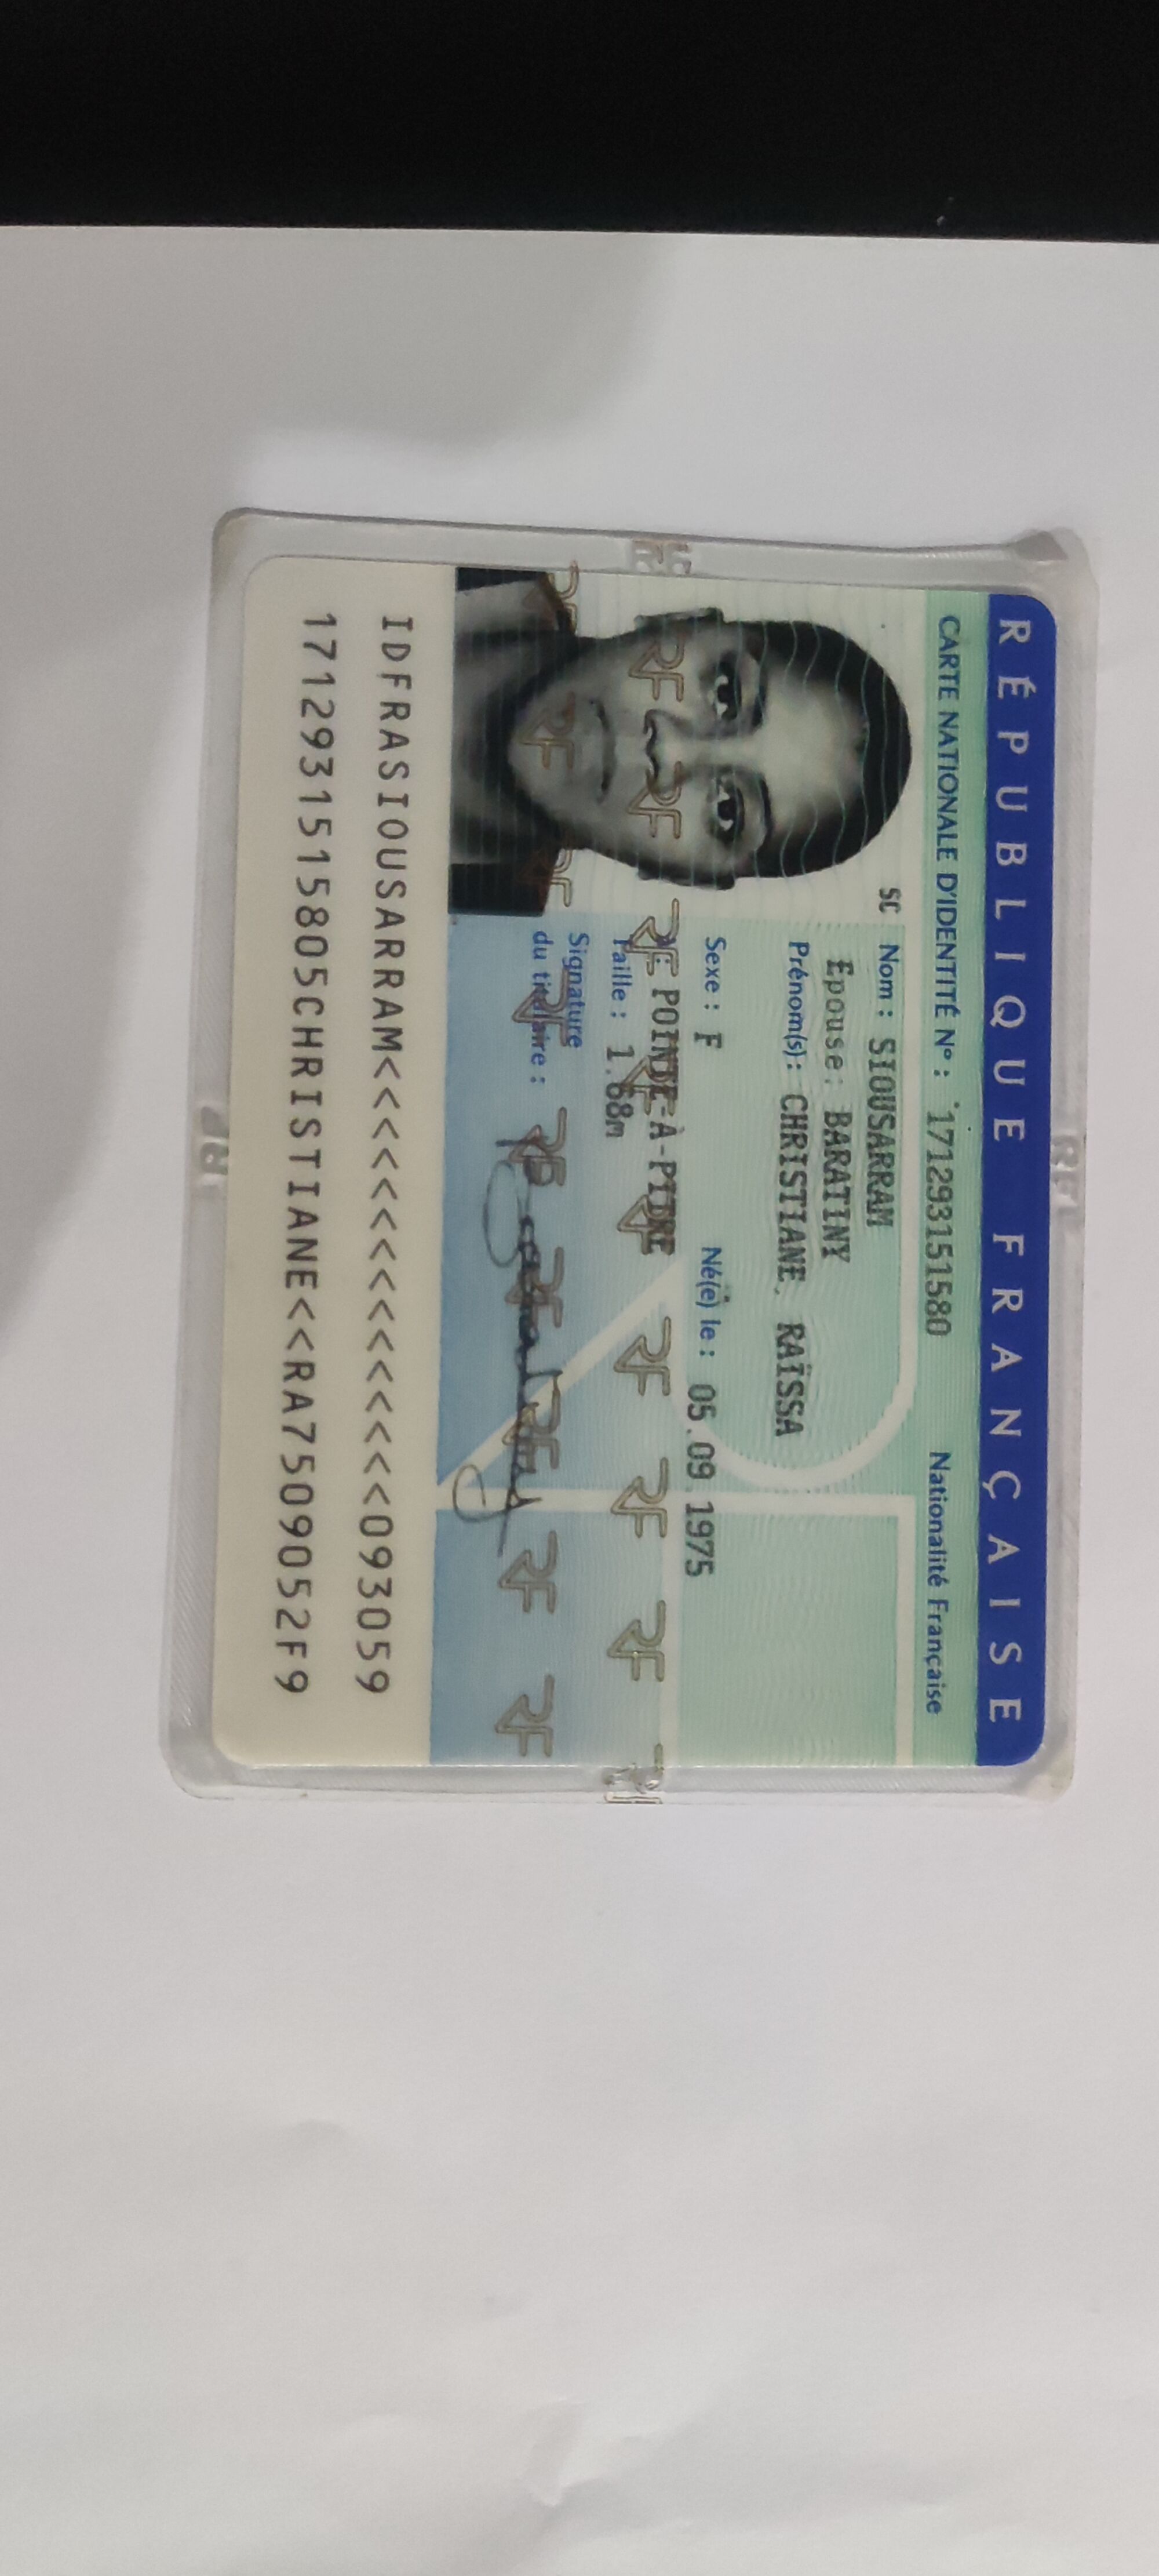 RÉPUBLIQUE FRANÇAISE
CARTE NATIONALE D'IDENTITÉ N° : 171293151580 Nationalité Française
SC Nom : SIOUSARRAM
Epouse: BARATINY
Prénom(s) : CHRISTIANE, RAÏSSA
Sexe : F Né(e) le : 05.09.1975
à POINTE-À-PITRE
Taille : 1.68m
Signature
du titulaire :
IDFRASIOUSARRAM<<<<<<<<<<<<<<<093059
1712931515805CHRISTIANE<<RA7509052F9